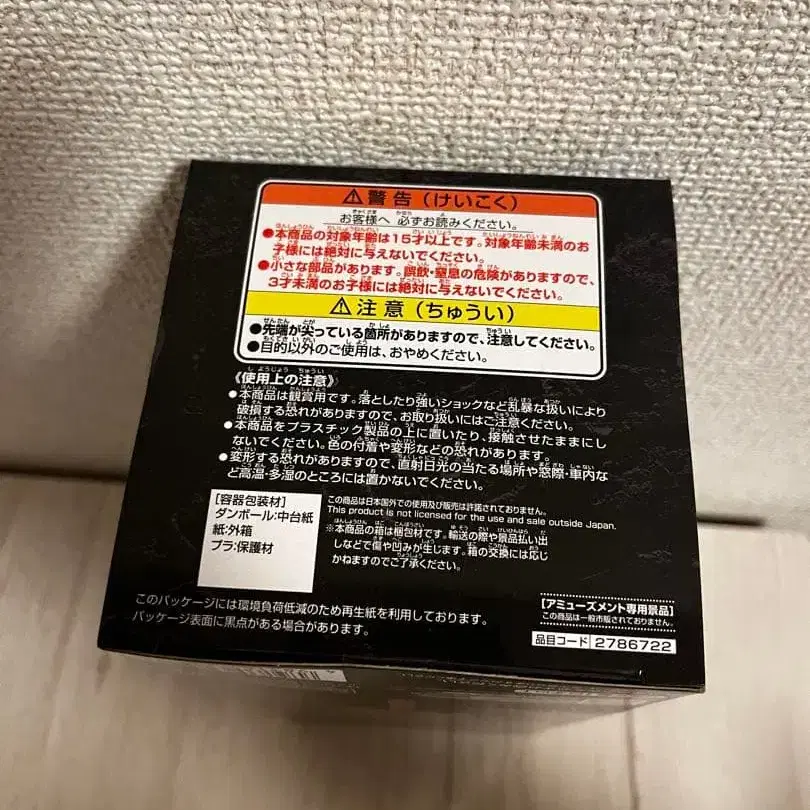 ⚠警告(けいこく)
お客様へ 必ずお読みください。
●本商品の対象年齢は15才以上です。対象年齢未満のお
子様には絶対に与えないでください。
●小さな部品があります。誤飲・窒息の危険がありますので、
3才未満のお子様には絶対に与えないでください。
⚠注意(ちゅうい)
●先端が尖っている箇所がありますので、注意してください。
●目的以外のご使用は、おやめください。
《使用上の注意》
●本商品は観賞用です。落としたり強いショックなど乱暴な扱いにより
破損する恐れがありますので、お取り扱いにはご注意ください。
●本商品をプラスチック製品の上に置いたり、接触させたままにし
ないでください。色の付着や変形などの恐れがあります。
●変形する恐れがありますので、直射日光の当たる場所や窓際・車内な
ど高温・多湿のところには置かないでください。
[容器包装材]
ダンボール:中台紙
紙:外箱
プラ:保護材
この商品は日本国外での使用及び販売は許諾されておりません。
This product is not licensed for the use and sale outside Japan.
※本商品の箱は梱包材です。輸送の際や景品払い出
しなどで傷や凹みが生じます。箱の交換には応じ
かねますのでご了承ください。
このパッケージには環境負荷低減のため再生紙を利用しております。
パッケージ表面に黒点がある場合があります。
[アミューズメント専用景品]
この商品は一般市販されておりません。
品目コード 2786722